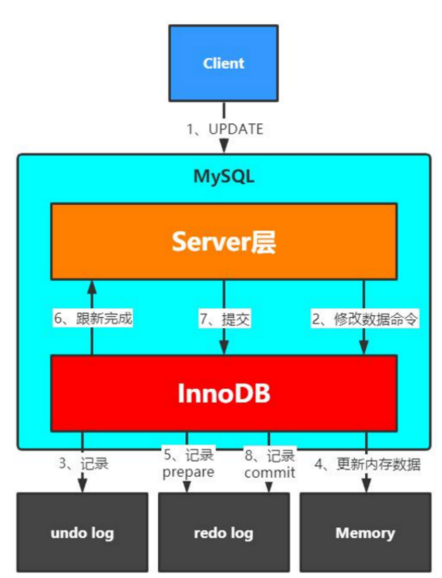 Client
1、UPDATE
MySQL
Server层
6、跟新完成
7、提交
2、修改数据命令
InnoDB
3、记录
5、记录
prepare
8、记录
commit
4、更新内存数据
undo log
redo log
Memory